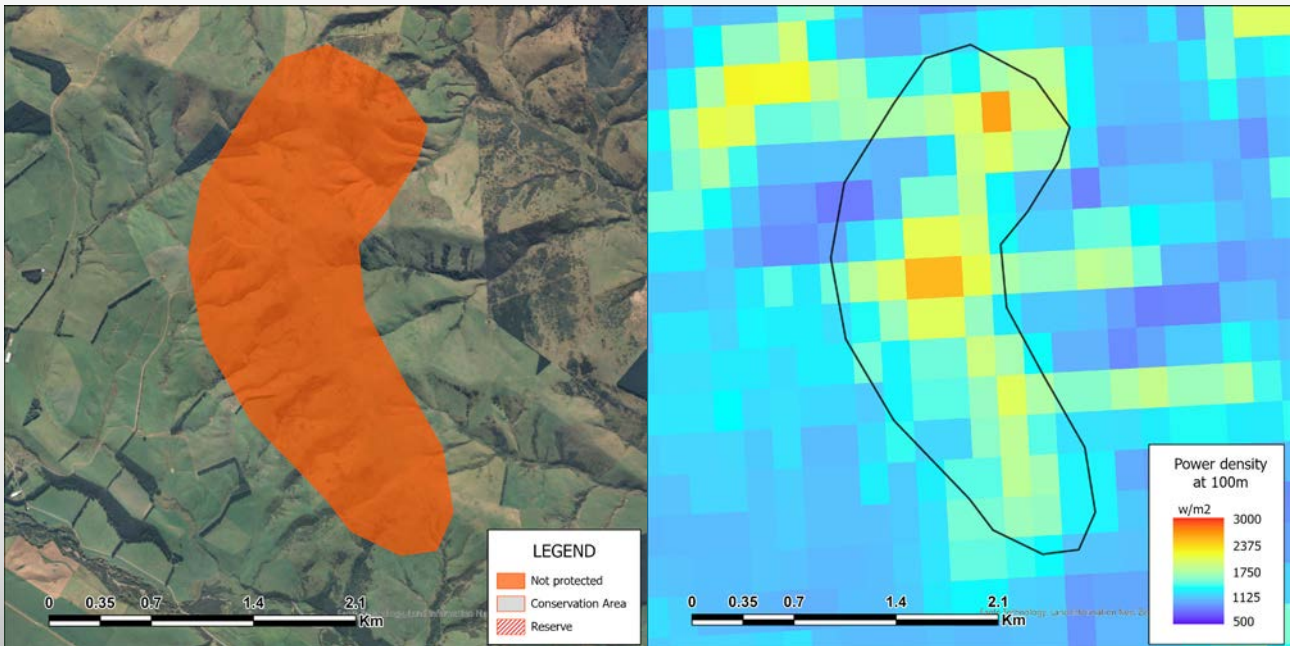 LEGEND
Not protected
Conservation Area
Reserve
0 0.35 0.7 1.4 2.1
Km
Power density
at 100m
w/m2
3000
2375
1750
1125
500
0 0.35 0.7 1.4 2.1
Km